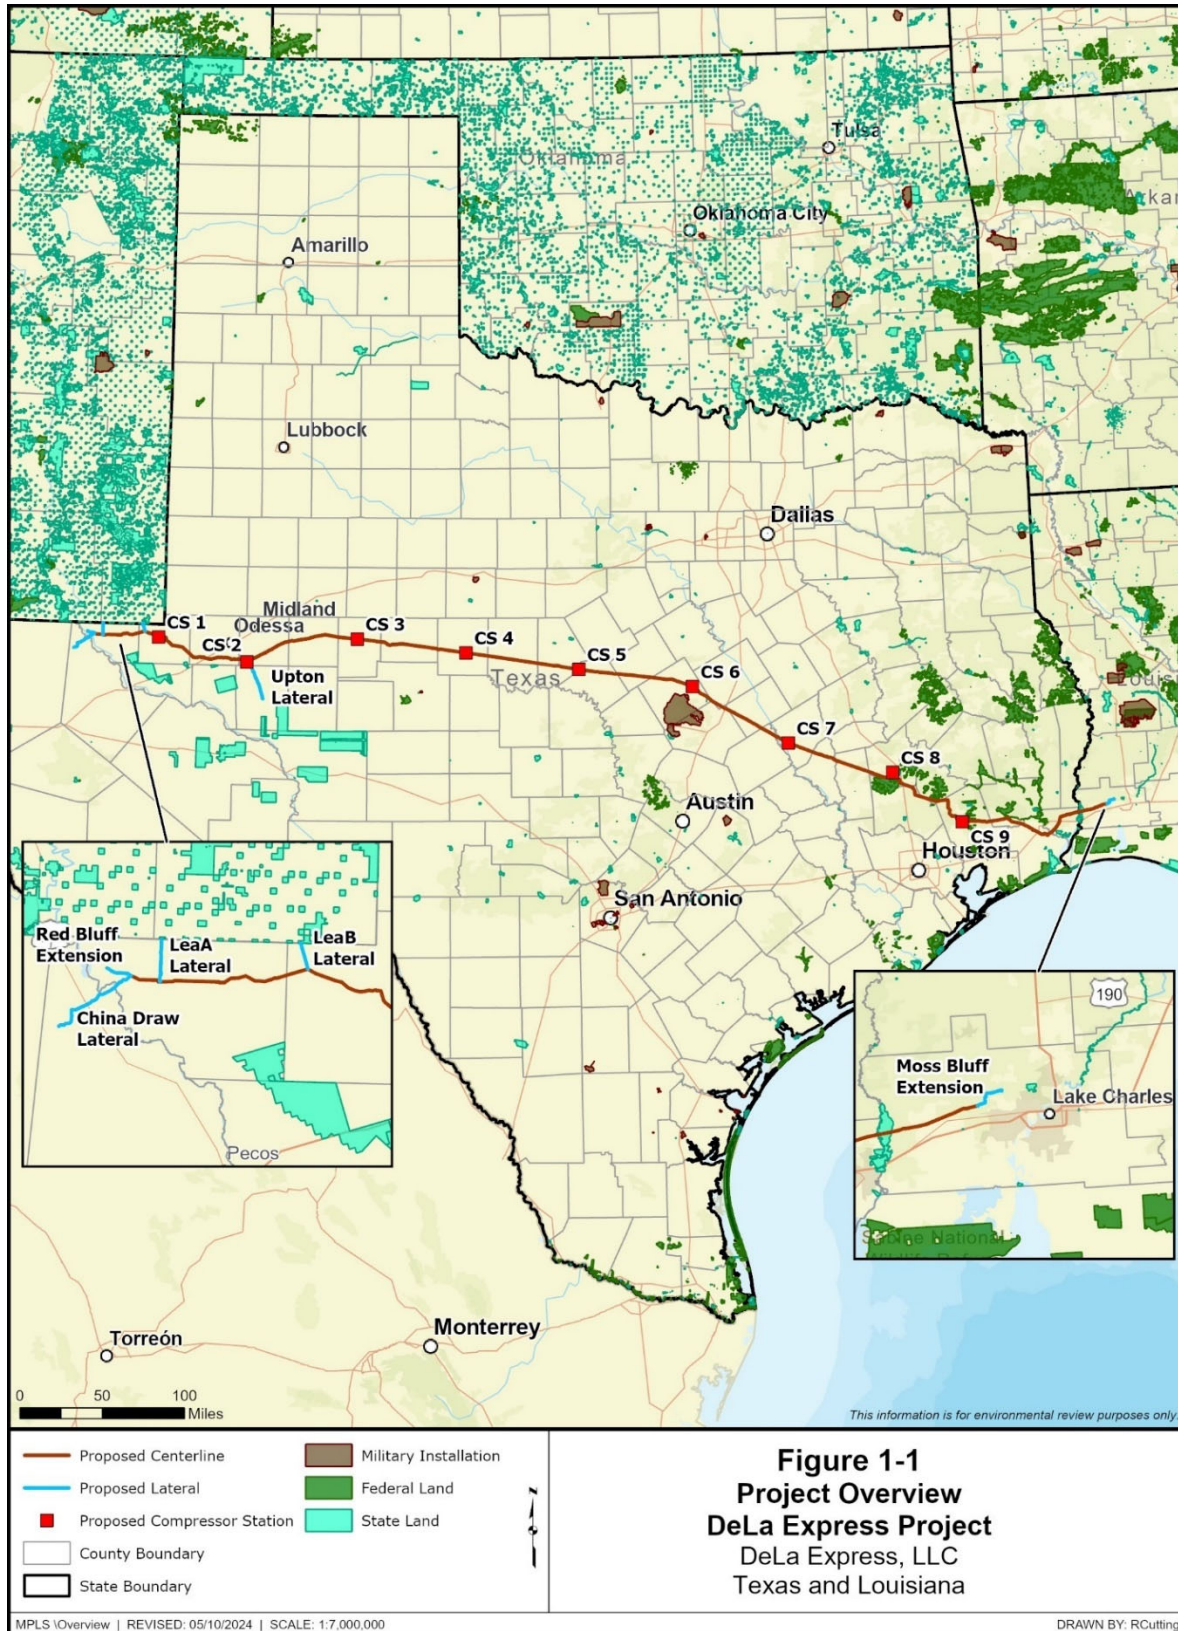 Tulsa
Oklahoma
Arkan
Oklahoma City
Amarillo
Lubbock
Dallas
Midland
Odessa
CS 1
CS 2
CS 3
CS 4
CS 5
CS 6
CS 7
CS 8
CS 9
Upton
Lateral
Texas
Louisi
Austin
Houston
San Antonio
Red Bluff
Extension
LeaA
Lateral
LeaB
Lateral
China Draw
Lateral
Pecos
190
Moss Bluff
Extension
Lake Charles
Sabine National
Monterrey
Torreón
0 50 100
Miles
This information is for environmental review purposes only.
Proposed Centerline
Proposed Lateral
Proposed Compressor Station
County Boundary
State Boundary
Military Installation
Federal Land
State Land
N
Figure 1-1
Project Overview
DeLa Express Project
DeLa Express, LLC
Texas and Louisiana
MPLS \Overview | REVISED: 05/10/2024 | SCALE: 1:7,000,000
DRAWN BY: RCutting